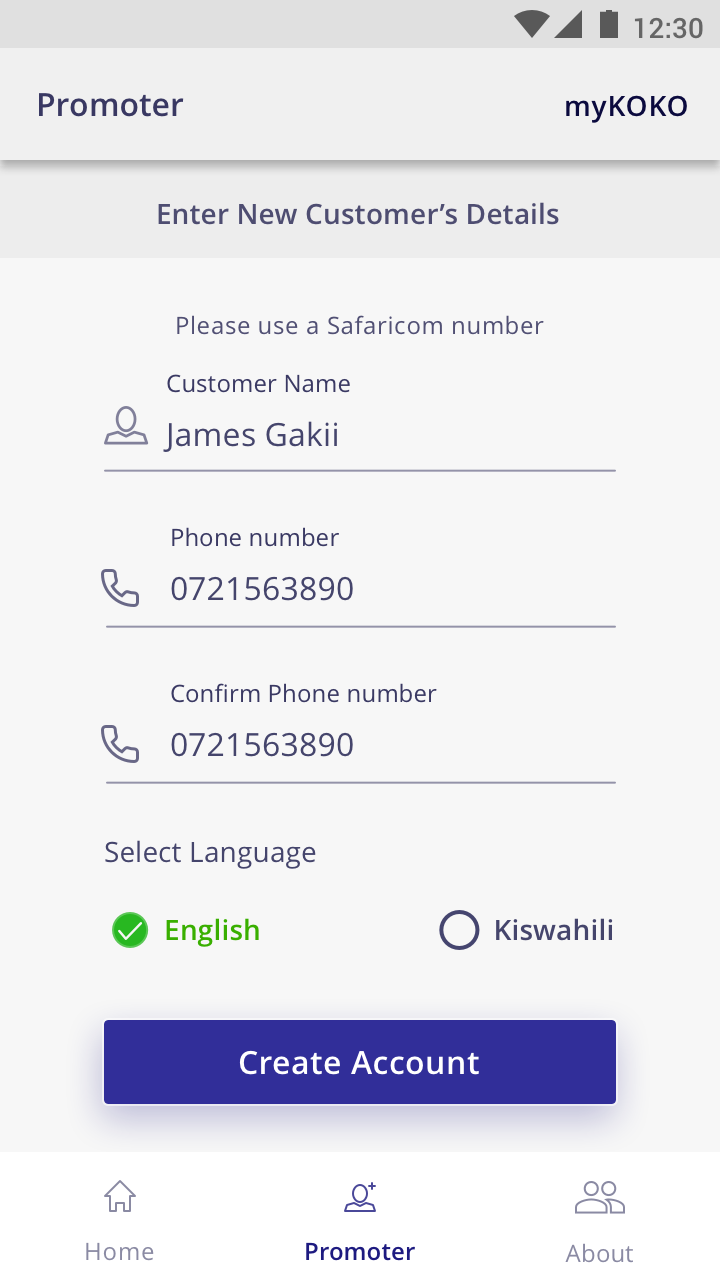 12:30
Promoter
myKOKO
Enter New Customer’s Details
Please use a Safaricom number
Customer Name
James Gakii
Phone number
0721563890
Confirm Phone number
0721563890
Select Language
English
Kiswahili
Create Account
Home
Promoter
About